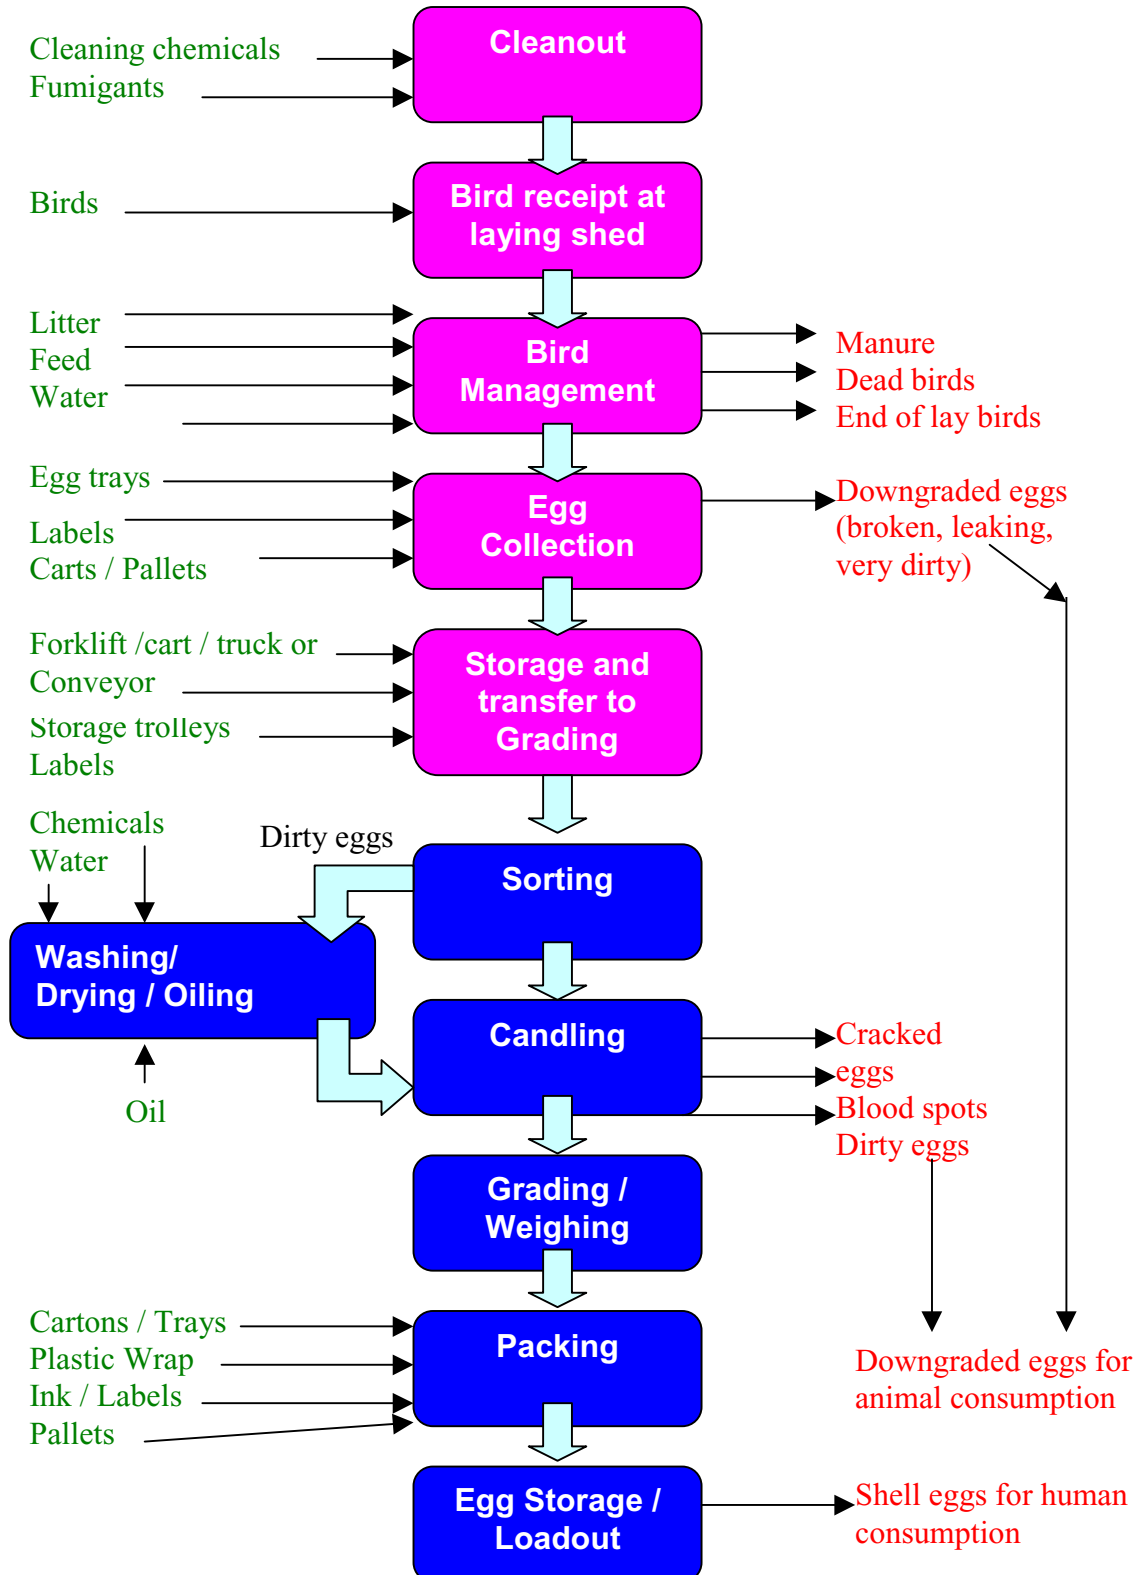 Cleanout
Cleaning chemicals
Fumigants
Bird receipt at
laying shed
Birds
Litter
Feed
Water
Bird
Management
Manure
Dead birds
End of lay birds
Egg trays
Labels
Carts / Pallets
Egg
Collection
Downgraded eggs
(broken, leaking,
very dirty)
Forklift /cart / truck or
Conveyor
Storage trolleys
Labels
Storage and
transfer to
Grading
Chemicals
Water
Dirty eggs
Sorting
Washing/
Drying / Oiling
Oil
Candling
Cracked
eggs
Blood spots
Dirty eggs
Grading /
Weighing
Cartons / Trays
Plastic Wrap
Ink / Labels
Pallets
Packing
Downgraded eggs for
animal consumption
Egg Storage /
Loadout
Shell eggs for human
consumption